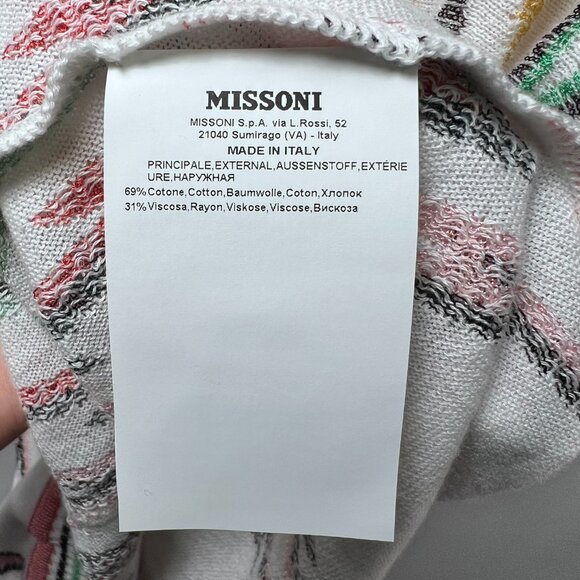 MISSONI
MISSONI S.p.A. via L.Rossi, 52
21040 Sumirago (VA) - Italy
MADE IN ITALY
PRINCIPALE,EXTERNAL,AUSSENSTOFF,EXTÉRIE
URE,НАРУЖНАЯ
69%Cotone,Cotton,Baumwolle,Coton,Хлопок
31%Viscosa,Rayon,Viskose,Viscose,Вискоза